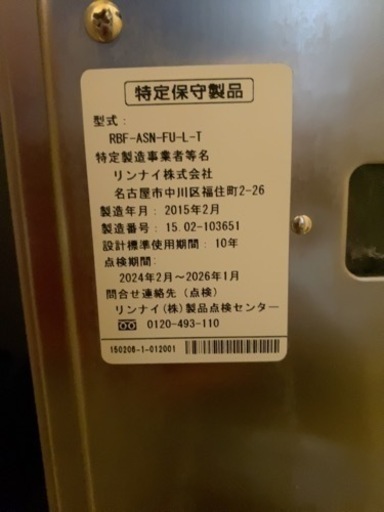 特定保守製品
型式:
RBF-ASN-FU-L-T
特定製造事業者等名
リンナイ株式会社
名古屋市中川区福住町2-26
製造年月: 2015年2月
製造番号: 15.02-103651
設計標準使用期間: 10年
点検期間:
2024年2月～2026年1月
問合せ連絡先（点検）
リンナイ(株)製品点検センター
0120-493-110
150206-1-012001